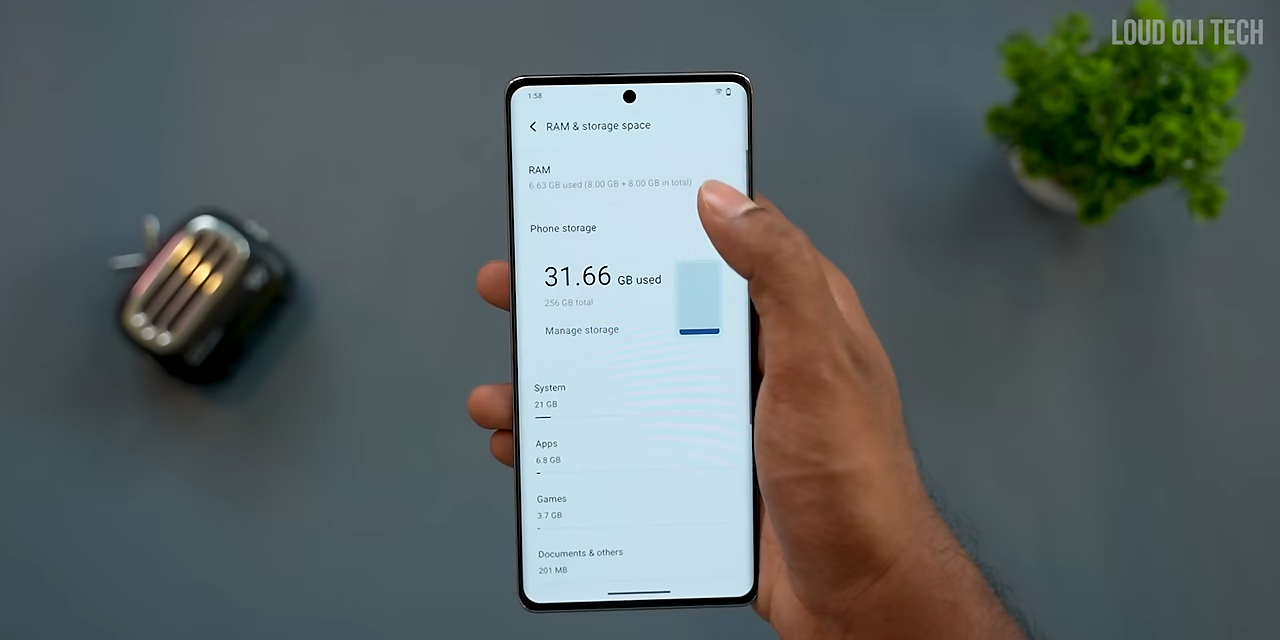 LOUD OLI TECH
1:58
RAM & storage space
RAM
6.63 GB used (8.00 GB + 8.00 GB in total)
Phone storage
31.66 GB used
256 GB total
Manage storage
System
21 GB
Apps
6.8 GB
Games
3.7 GB
Documents & others
201 MB